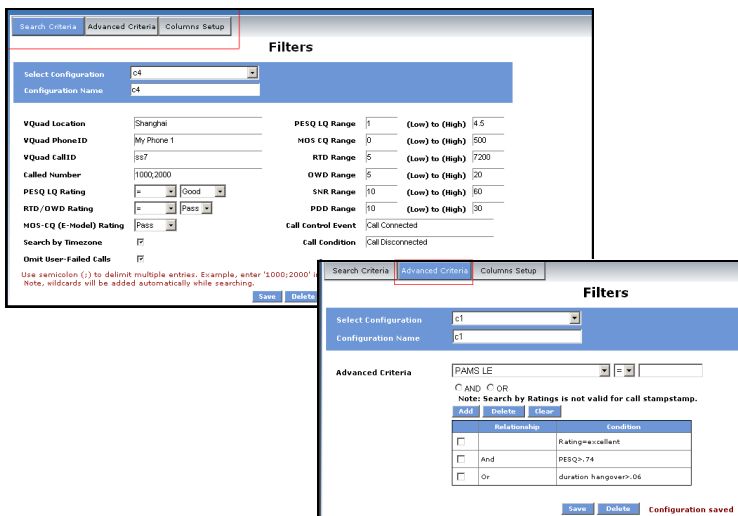 Search Criteria Advanced Criteria Columns Setup
Filters
Select Configuration c4
Configuration Name c4
VQuad Location Shanghai PESQ LQ Range 1 (Low) to (High) 4.5
VQuad PhoneID My Phone 1 MOS CQ Range 0 (Low) to (High) 500
VQuad CallID ss7 RTD Range 5 (Low) to (High) 7200
Called Number 1000;2000 OWD Range 5 (Low) to (High) 20
PESQ LQ Rating = Good SNR Range 10 (Low) to (High) 60
RTD/OWD Rating = Pass PDD Range 10 (Low) to (High) 30
MOS-CQ (E-Model) Rating Pass Call Control Event Call Connected
Search by Timezone Call Condition Call Disconnected
Omit User-Failed Calls
Use semicolon (;) to delimit multiple entries. Example, enter '1000;2000' i
Note, wildcards will be added automatically while searching.
Save Delete
Search Criteria Advanced Criteria Columns Setup
Filters
Select Configuration c1
Configuration Name c1
Advanced Criteria PAMS LE =
AND OR
Note: Search by Ratings is not valid for call stampstamp.
Add Delete Clear
Relationship Condition
Rating=excellent
And PESQ>.74
Or duration hangover>.06
Save Delete Configuration saved